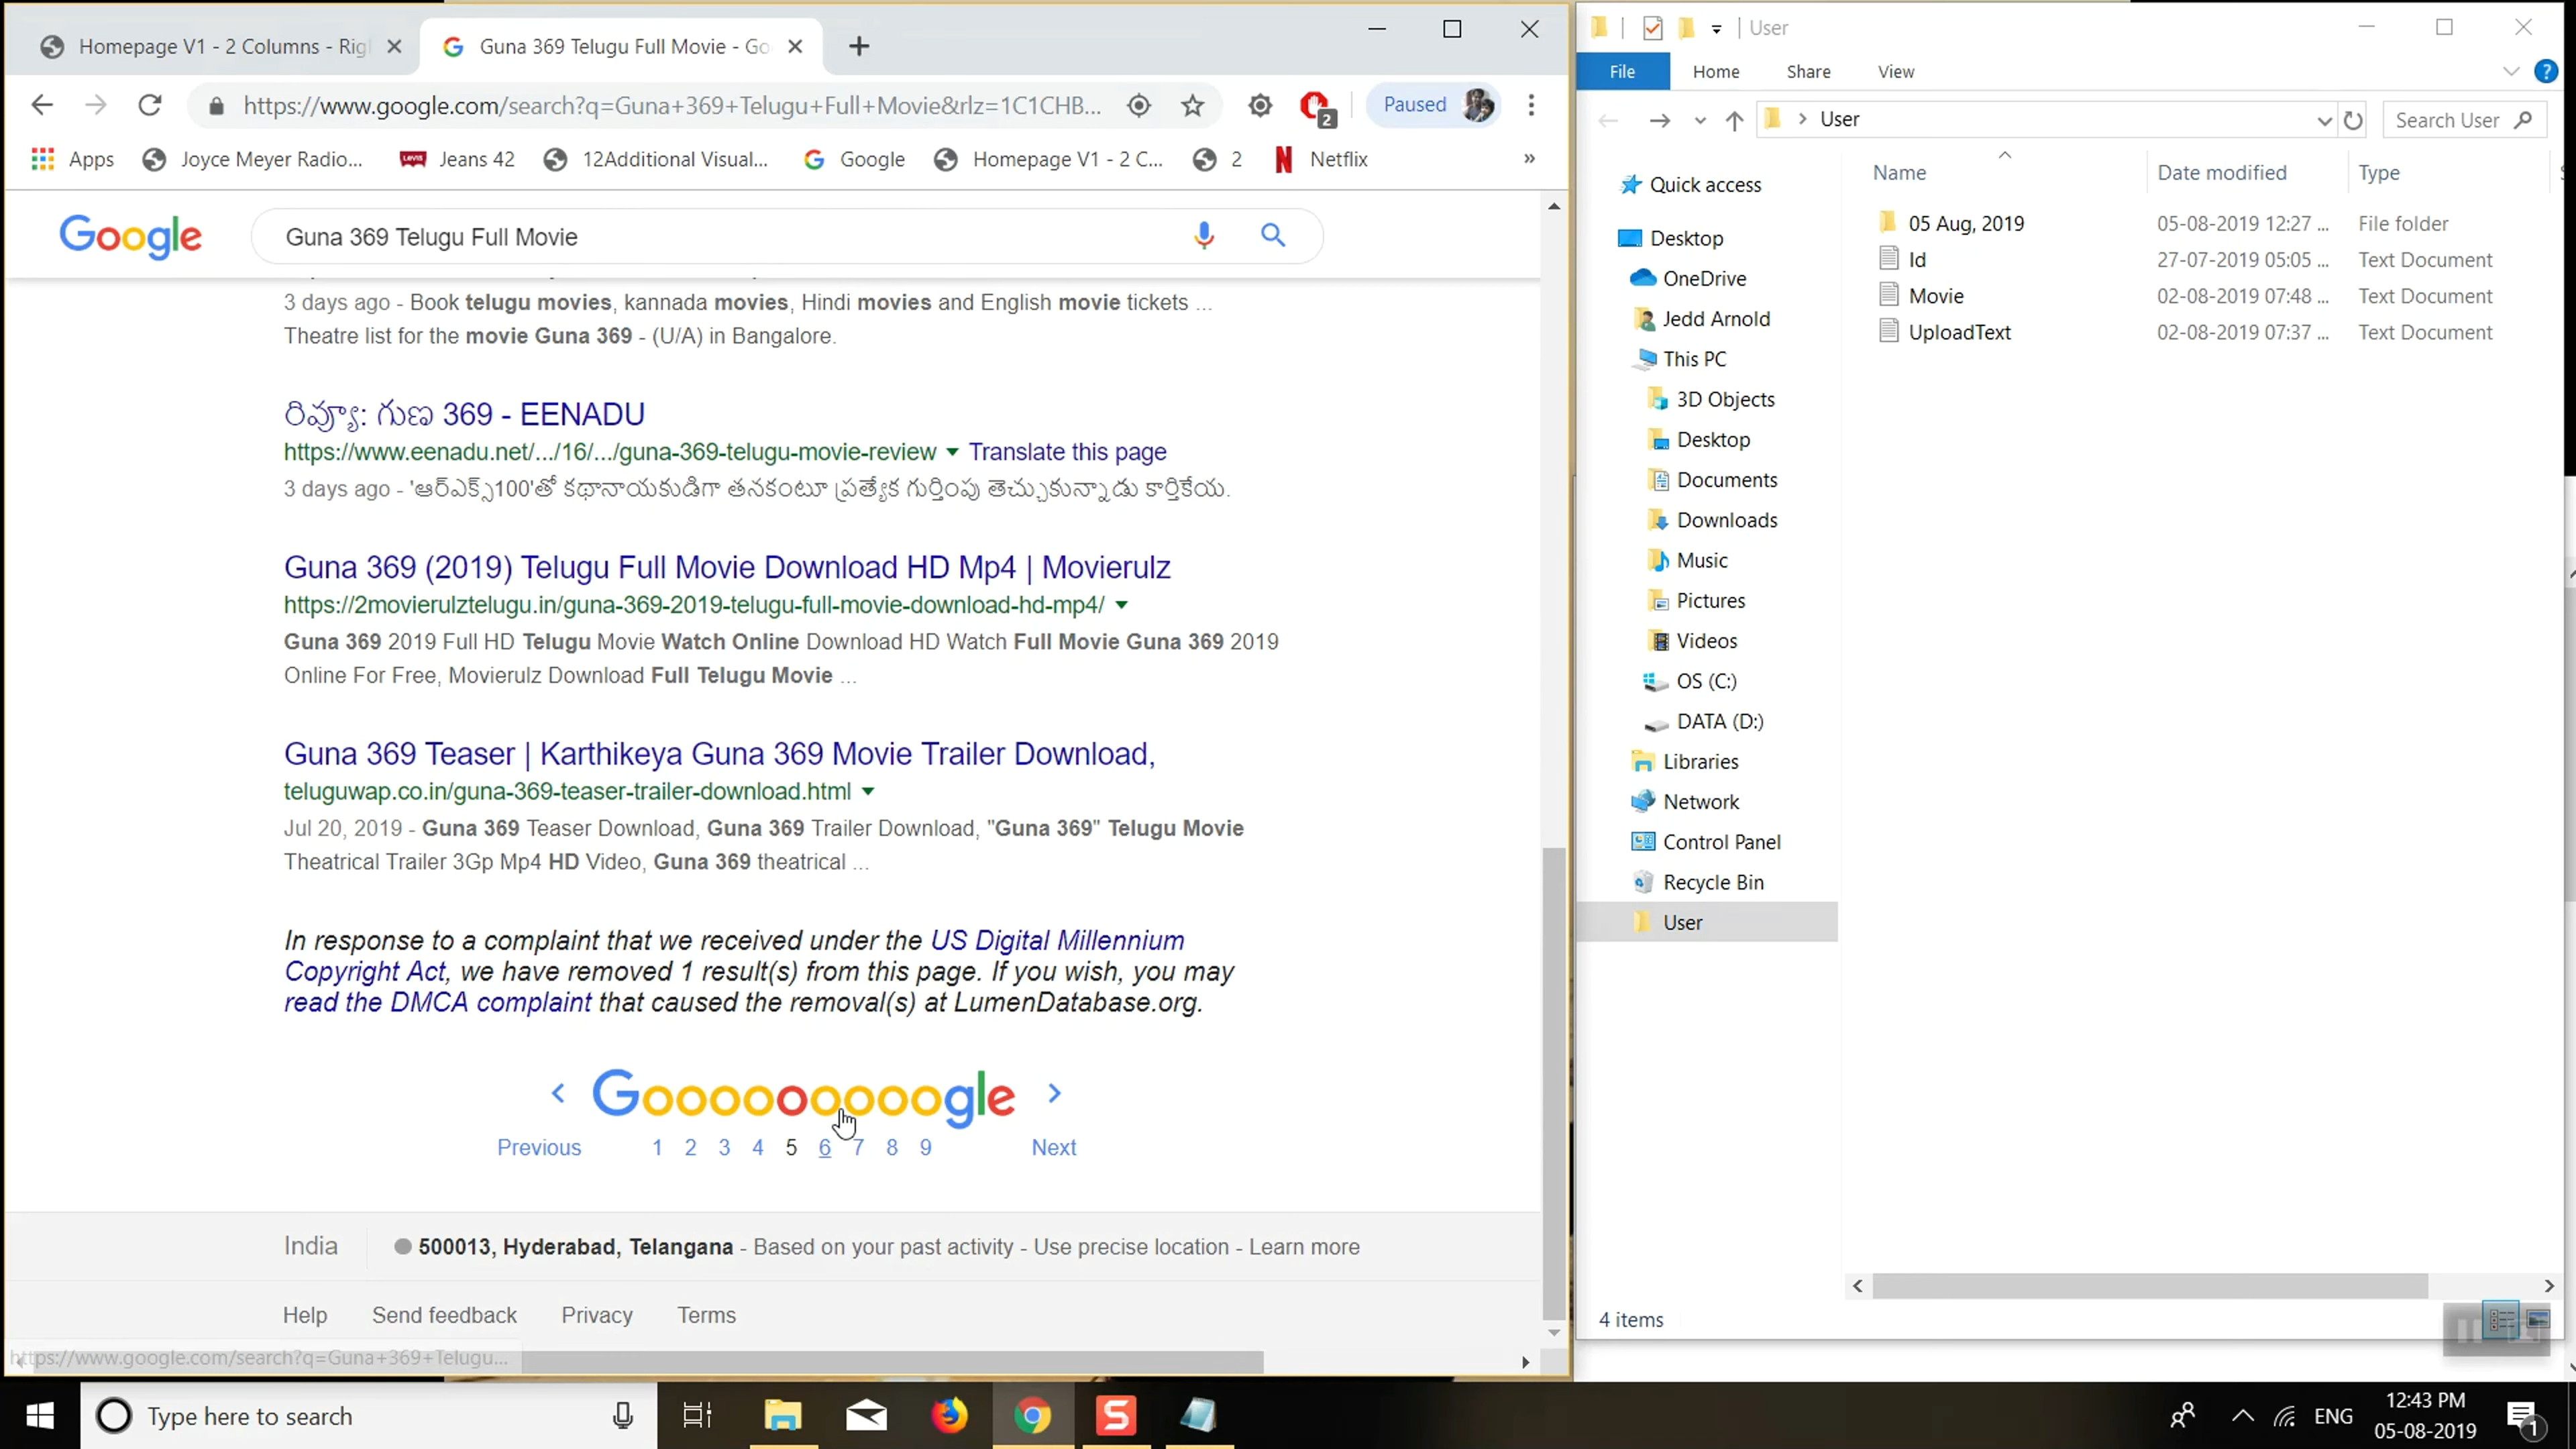 Homepage V1 - 2 Columns - Rig
Guna 369 Telugu Full Movie - Go
https://www.google.com/search?q=Guna+369+Telugu+Full+Movie&rlz=1C1CHB...
2
Paused
Apps
Joyce Meyer Radio...
LEVI'S
Jeans 42
12Additional Visual...
Google
Homepage V1 - 2 C...
2
Netflix
»
Google
Guna 369 Telugu Full Movie
3 days ago - Book telugu movies, kannada movies, Hindi movies and English movie tickets ...
Theatre list for the movie Guna 369 - (U/A) in Bangalore.
రివ్యూ: గుణ 369 - EENADU
https://www.eenadu.net/.../16/.../guna-369-telugu-movie-review Translate this page
3 days ago - 'ఆర్‌ఎక్స్‌100'తో కథానాయకుడిగా తనకంటూ ప్రత్యేక గుర్తింపు తెచ్చుకున్నాడు కార్తికేయ.
Guna 369 (2019) Telugu Full Movie Download HD Mp4 | Movierulz
https://2movierulztelugu.in/guna-369-2019-telugu-full-movie-download-hd-mp4/
Guna 369 2019 Full HD Telugu Movie Watch Online Download HD Watch Full Movie Guna 369 2019
Online For Free, Movierulz Download Full Telugu Movie ...
Guna 369 Teaser | Karthikeya Guna 369 Movie Trailer Download,
teluguwap.co.in/guna-369-teaser-trailer-download.html
Jul 20, 2019 - Guna 369 Teaser Download, Guna 369 Trailer Download, "Guna 369" Telugu Movie
Theatrical Trailer 3Gp Mp4 HD Video, Guna 369 theatrical ...
In response to a complaint that we received under the US Digital Millennium
Copyright Act, we have removed 1 result(s) from this page. If you wish, you may
read the DMCA complaint that caused the removal(s) at LumenDatabase.org.
< Gooooooooogle >
Previous 1 2 3 4 5 6 7 8 9 Next
India
500013, Hyderabad, Telangana - Based on your past activity - Use precise location - Learn more
Help Send feedback Privacy Terms
https://www.google.com/search?q=Guna+369+Telugu...
User
File Home Share View
User
Search User
Name Date modified Type
05 Aug, 2019 05-08-2019 12:27 ... File folder
Id 27-07-2019 05:05 ... Text Document
Movie 02-08-2019 07:48 ... Text Document
UploadText 02-08-2019 07:37 ... Text Document
Quick access
Desktop
OneDrive
Jedd Arnold
This PC
3D Objects
Desktop
Documents
Downloads
Music
Pictures
Videos
OS (C:)
DATA (D:)
Libraries
Network
Control Panel
Recycle Bin
User
4 items
Type here to search
ENG
12:43 PM
05-08-2019
1